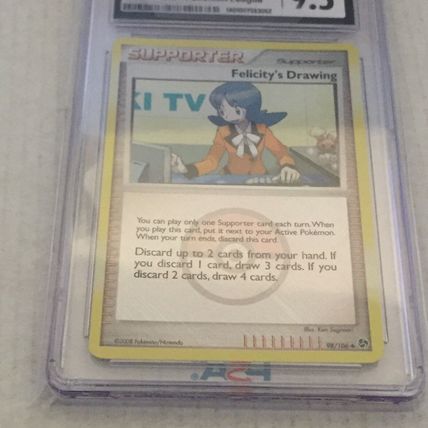 9.5
SUPPORTER
Supporter
Felicity's Drawing
KI TV
You can play only one Supporter card each turn. When
you play this card, put it next to your Active Pokémon.
When your turn ends, discard this card.
Discard up to 2 cards from your hand. If
you discard 1 card, draw 3 cards. If you
discard 2 cards, draw 4 cards.
Illus. Ken Sugimori
©2008 Pokémon/Nintendo
98/106